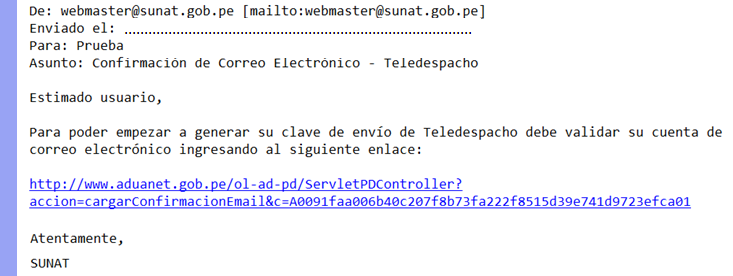 De: webmaster@sunat.gob.pe [mailto:webmaster@sunat.gob.pe]
Enviado el: ........................................................................................
Para: Prueba
Asunto: Confirmación de Correo Electrónico - Teledespacho
Estimado usuario,
Para poder empezar a generar su clave de envío de Teledespacho debe validar su cuenta de
correo electrónico ingresando al siguiente enlace:
http://www.aduanet.gob.pe/ol-ad-pd/ServletPDController?
accion=cargarConfirmacionEmail&c=A0091faa006b40c207f8b73fa222f8515d39e741d9723efca01
Atentamente,
SUNAT